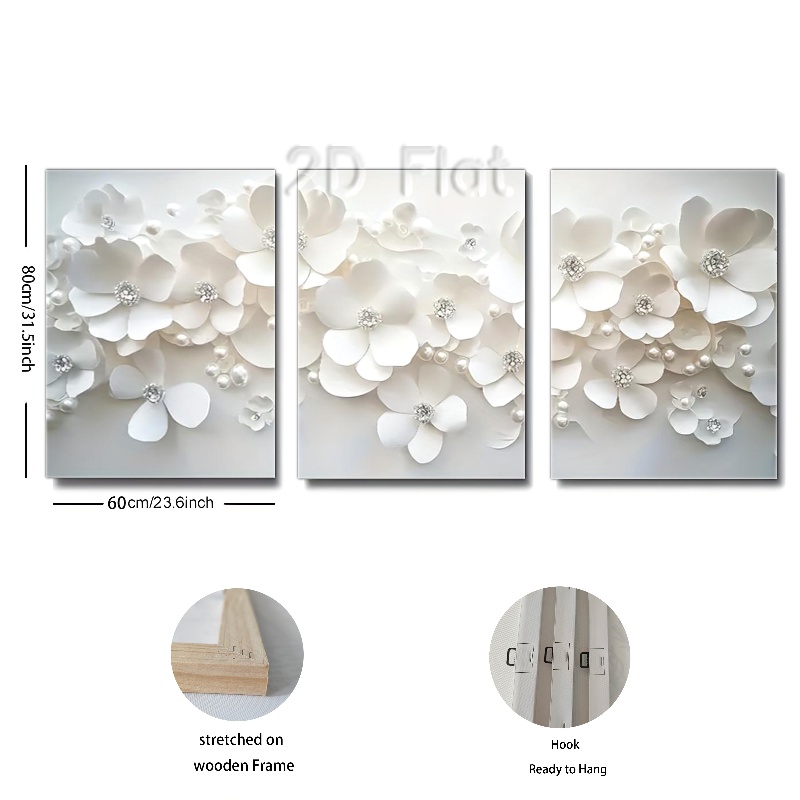 2D Flat
80cm/31.5inch
60cm/23.6inch
stretched on
wooden Frame
Hook
Ready to Hang